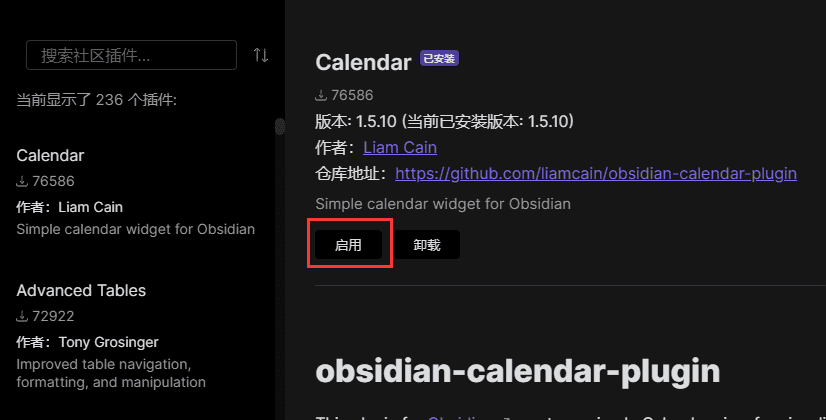 搜索社区插件...
当前显示了 236 个插件:
Calendar
76586
作者：Liam Cain
Simple calendar widget for Obsidian
Advanced Tables
72922
作者：Tony Grosinger
Improved table navigation,
formatting, and manipulation
Calendar 已安装
76586
版本: 1.5.10 (当前已安装版本: 1.5.10)
作者：Liam Cain
仓库地址：https://github.com/liamcain/obsidian-calendar-plugin
Simple calendar widget for Obsidian
启用 卸载
obsidian-calendar-plugin